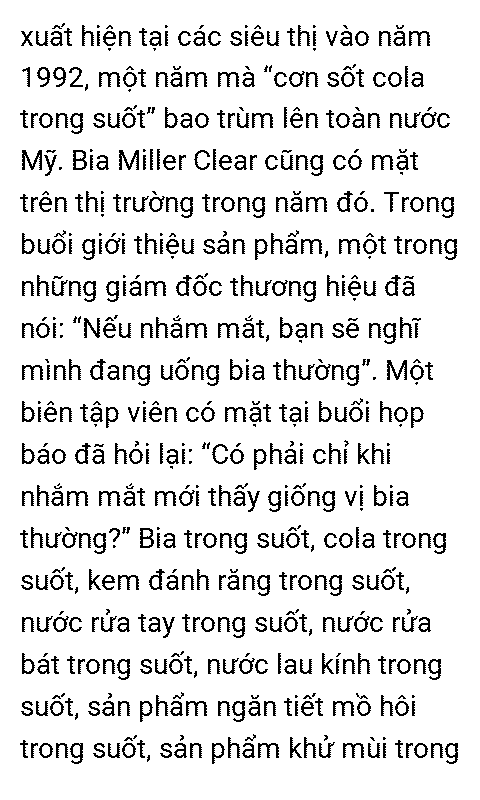 xuất hiện tại các siêu thị vào năm
1992, một năm mà “cơn sốt cola
trong suốt” bao trùm lên toàn nước
Mỹ. Bia Miller Clear cũng có mặt
trên thị trường trong năm đó. Trong
buổi giới thiệu sản phẩm, một trong
những giám đốc thương hiệu đã
nói: “Nếu nhắm mắt, bạn sẽ nghĩ
mình đang uống bia thường”. Một
biên tập viên có mặt tại buổi họp
báo đã hỏi lại: “Có phải chỉ khi
nhắm mắt mới thấy giống vị bia
thường?” Bia trong suốt, cola trong
suốt, kem đánh răng trong suốt,
nước rửa tay trong suốt, nước rửa
bát trong suốt, nước lau kính trong
suốt, sản phẩm ngăn tiết mồ hôi
trong suốt, sản phẩm khử mùi trong